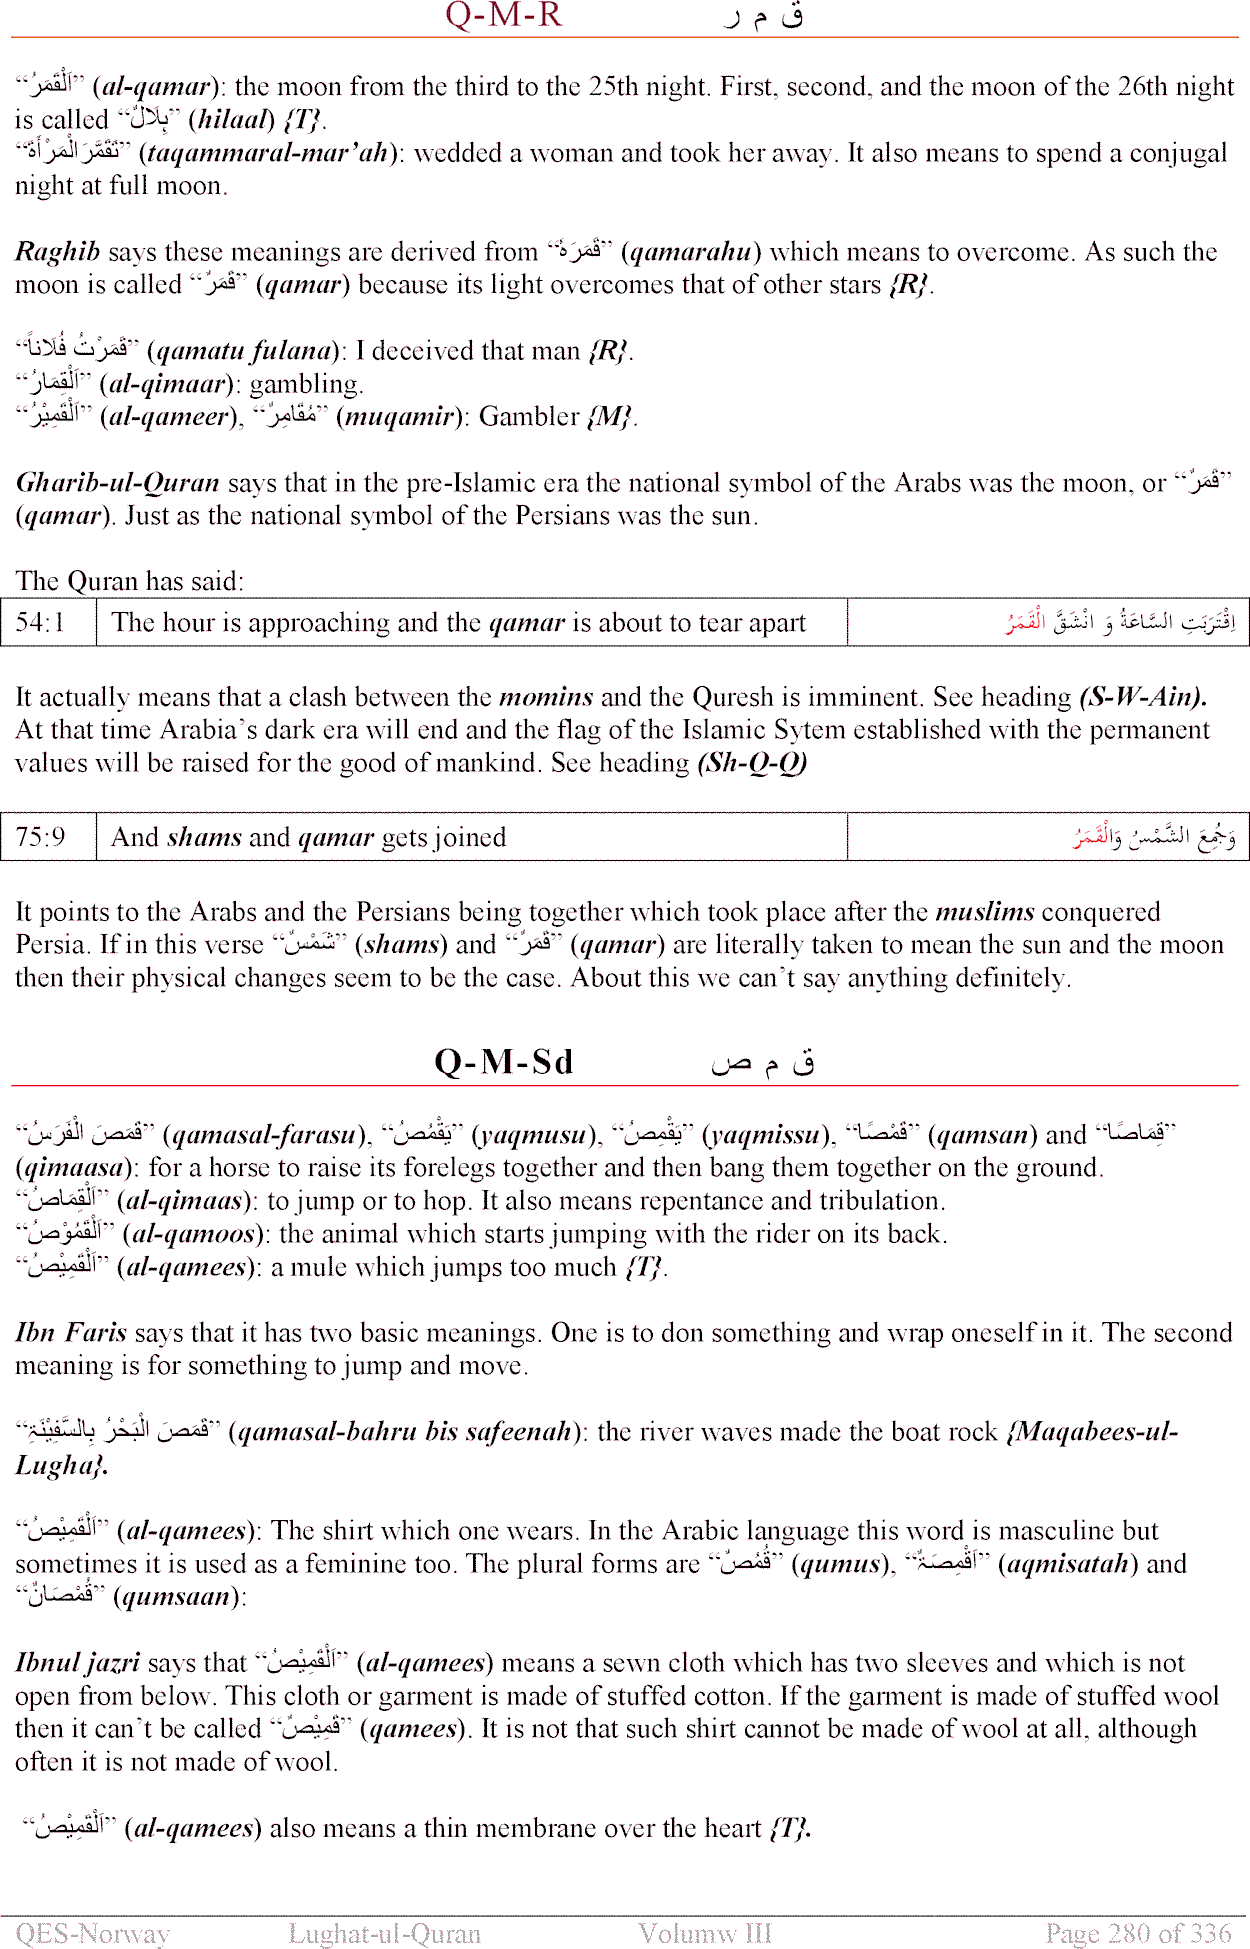 Q-M-R ق م ر
“اَلْقَمَرُ” (al-qamar): the moon from the third to the 25th night. First, second, and the moon of the 26th night
is called “ہِلَالٌ” (hilaal) {T}.
“تَقَمَّرَ الْمَرْأَةَ” (taqammaral-mar’ah): wedded a woman and took her away. It also means to spend a conjugal
night at full moon.
Raghib says these meanings are derived from “قَمَرَہٗ” (qamarahu) which means to overcome. As such the
moon is called “قَمَرٌ” (qamar) because its light overcomes that of other stars {R}.
“قَمَرْتُ فُلَاناً” (qamatu fulana): I deceived that man {R}.
“اَلْقِمَارُ” (al-qimaar): gambling.
“اَلْقَمِيْرُ” (al-qameer), “مُقَامِرٌ” (muqamir): Gambler {M}.
Gharib-ul-Quran says that in the pre-Islamic era the national symbol of the Arabs was the moon, or “قَمَرٌ”
(qamar). Just as the national symbol of the Persians was the sun.
The Quran has said:
54:1 The hour is approaching and the qamar is about to tear apart اِقْتَرَبَتِ السَّاعَةُ وَ انْشَقَّ الْقَمَرُ
It actually means that a clash between the momins and the Quresh is imminent. See heading (S-W-Ain).
At that time Arabia’s dark era will end and the flag of the Islamic Sytem established with the permanent
values will be raised for the good of mankind. See heading (Sh-Q-Q)
75:9 And shams and qamar gets joined وَجُمِعَ الشَّمْسُ وَالْقَمَرُ
It points to the Arabs and the Persians being together which took place after the muslims conquered
Persia. If in this verse “شَمْسٌ” (shams) and “قَمَرٌ” (qamar) are literally taken to mean the sun and the moon
then their physical changes seem to be the case. About this we can’t say anything definitely.
Q-M-Sd ق م ص
“قَمَصَ الْفَرَسُ” (qamasal-farasu), “يَقْمُصُ” (yaqmusu), “يَقْمِصُ” (yaqmissu), “قَمْصًا” (qamsan) and “قِمَاصًا”
(qimaasa): for a horse to raise its forelegs together and then bang them together on the ground.
“اَلْقِمَاصُ” (al-qimaas): to jump or to hop. It also means repentance and tribulation.
“اَلْقَمُوْصُ” (al-qamoos): the animal which starts jumping with the rider on its back.
“اَلْقَمِيْصُ” (al-qamees): a mule which jumps too much {T}.
Ibn Faris says that it has two basic meanings. One is to don something and wrap oneself in it. The second
meaning is for something to jump and move.
“قَمَصَ الْبَحْرُ بِالسَّفِيْنَۃِ” (qamasal-bahru bis safeenah): the river waves made the boat rock {Maqabees-ul-
Lugha}.
“اَلْقَمِيْصُ” (al-qamees): The shirt which one wears. In the Arabic language this word is masculine but
sometimes it is used as a feminine too. The plural forms are “قُمُصٌ” (qumus), “اَقْمِصَۃٌ” (aqmisatah) and
“قُمْصَانٌ” (qumsaan):
Ibnul jazri says that “اَلْقَمِيْصُ” (al-qamees) means a sewn cloth which has two sleeves and which is not
open from below. This cloth or garment is made of stuffed cotton. If the garment is made of stuffed wool
then it can’t be called “قَمِيْصٌ” (qamees). It is not that such shirt cannot be made of wool at all, although
often it is not made of wool.
“اَلْقَمِيْصُ” (al-qamees) also means a thin membrane over the heart {T}.
QES-Norway Lughat-ul-Quran Volumw III Page 280 of 336